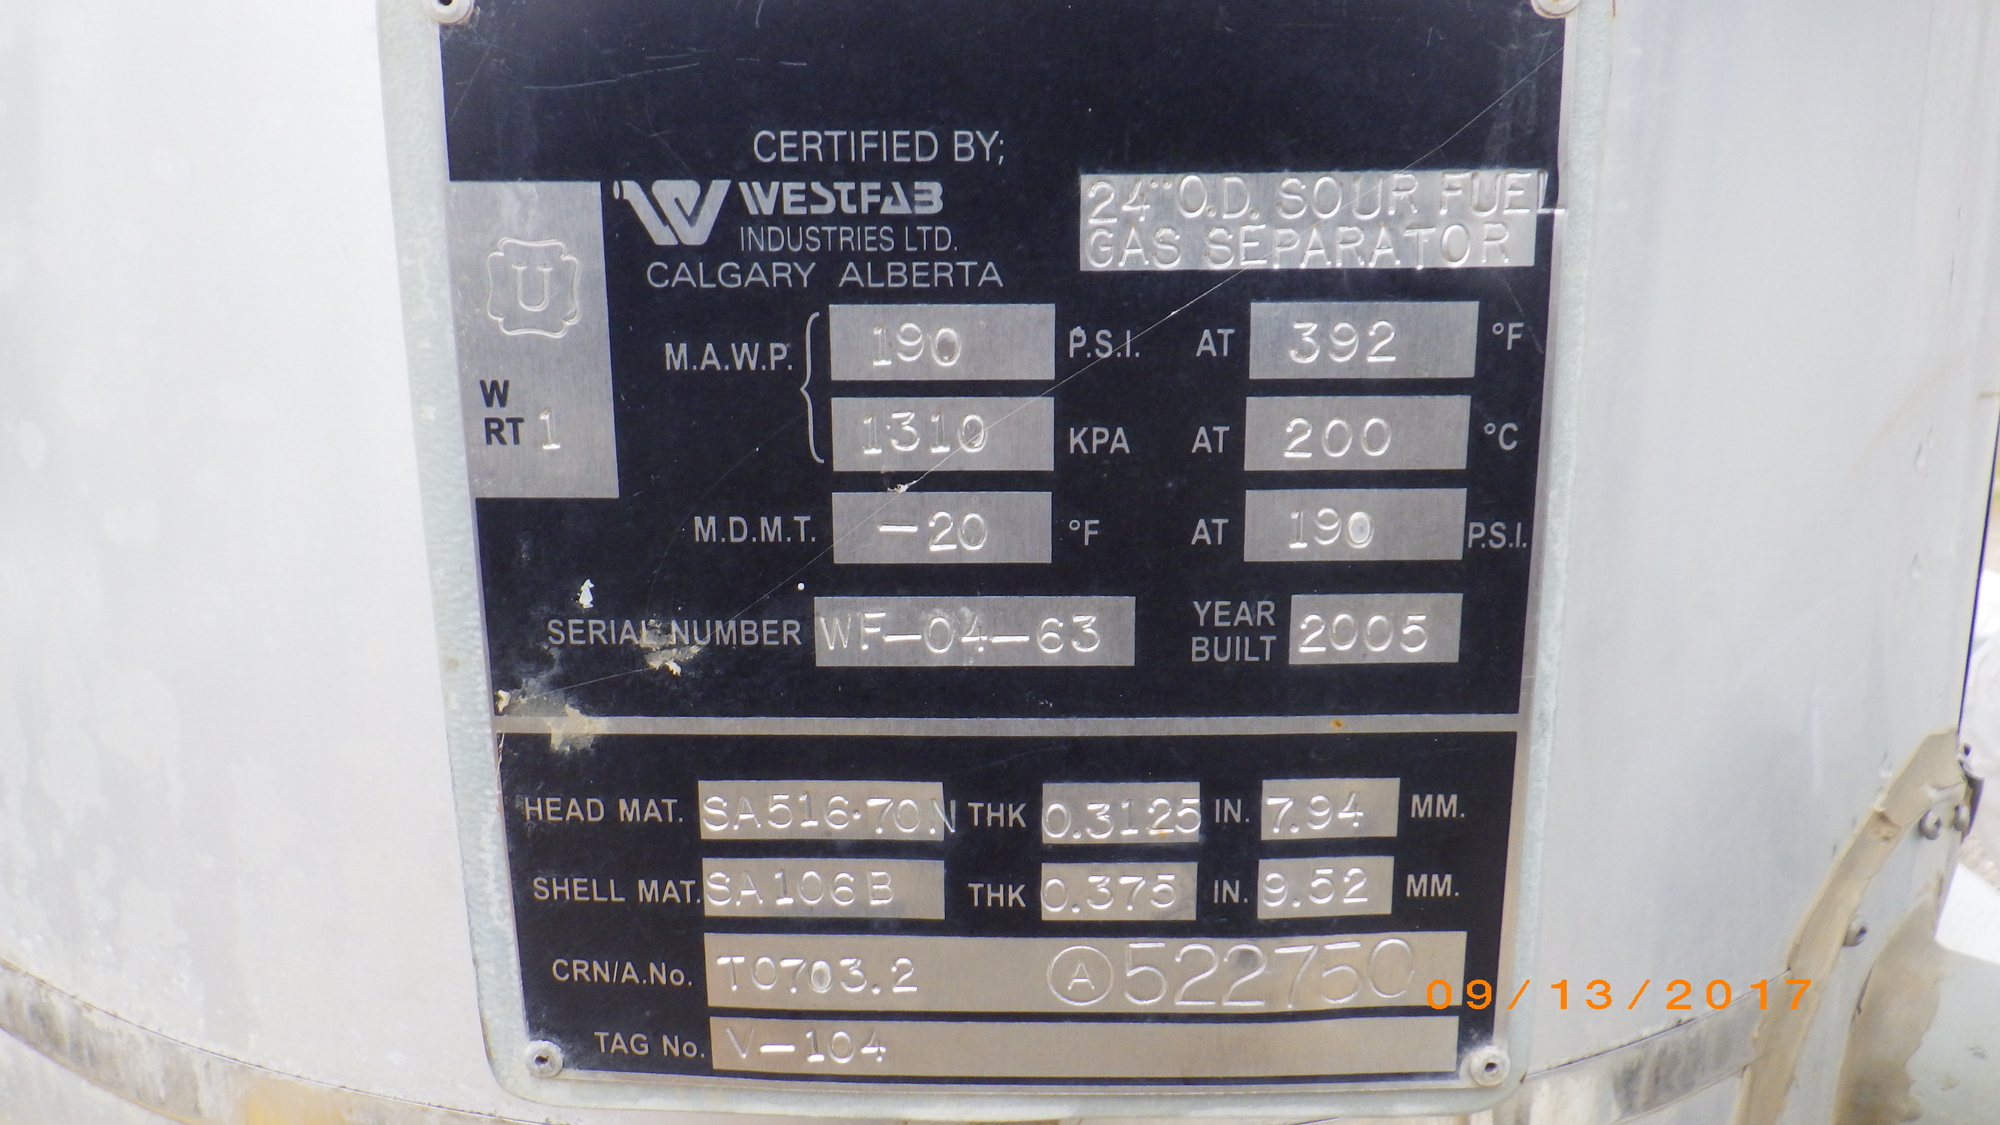 CERTIFIED BY;
WESTFAB
INDUSTRIES LTD.
CALGARY ALBERTA
24" O.D. SOUR FUEL
GAS SEPARATOR
U
W
RT 1
M.A.W.P. 190 P.S.I. AT 392 °F
1310 KPA AT 200 °C
M.D.M.T. -20 °F AT 190 P.S.I.
SERIAL NUMBER WF-04-63 YEAR BUILT 2005
HEAD MAT. SA516·70N THK 0.3125 IN. 7.94 MM.
SHELL MAT. SA106B THK 0.375 IN. 9.52 MM.
CRN/A.No. T0703.2 A 522750
TAG No. V-104
09/13/2017